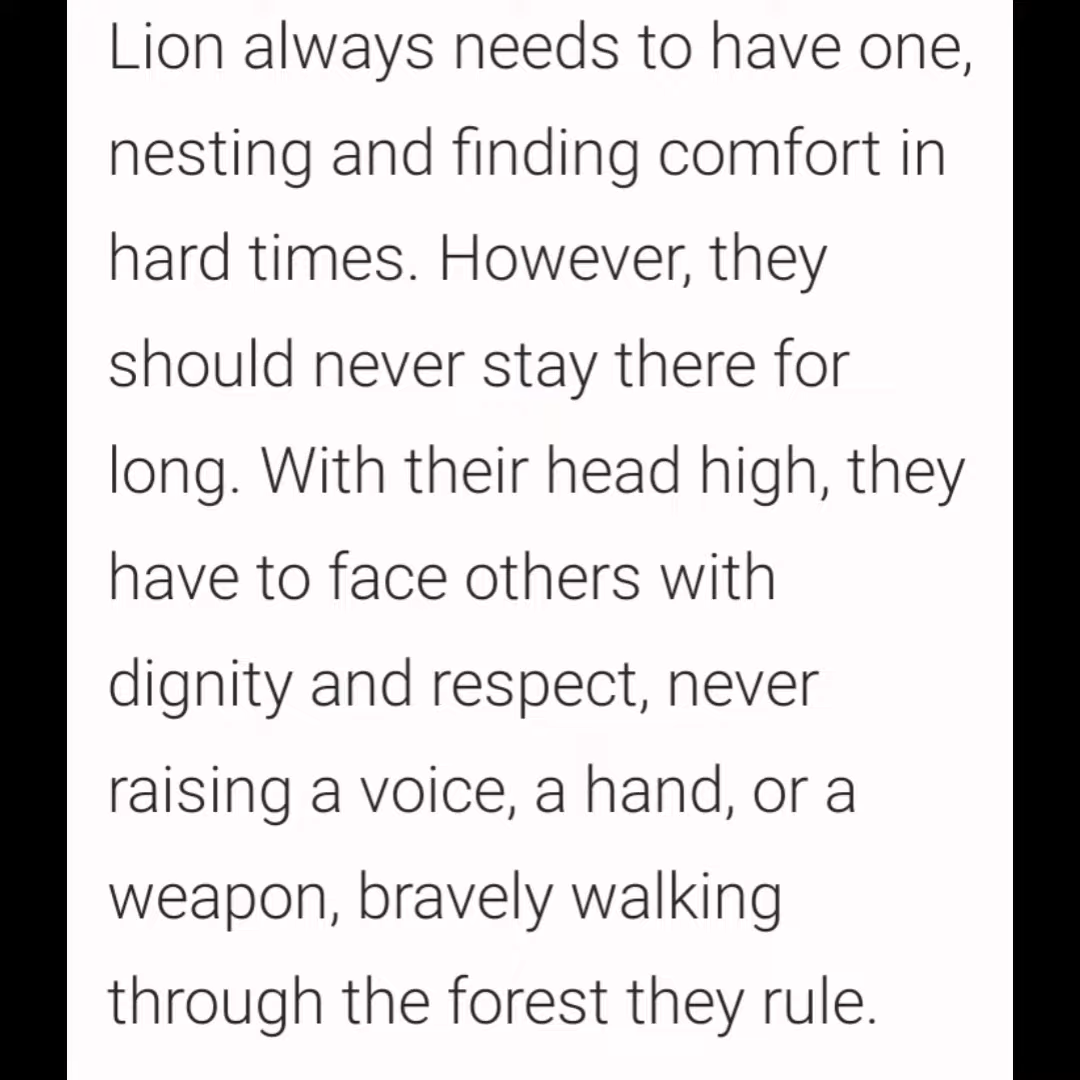 Lion always needs to have one,
nesting and finding comfort in
hard times. However, they
should never stay there for
long. With their head high, they
have to face others with
dignity and respect, never
raising a voice, a hand, or a
weapon, bravely walking
through the forest they rule.